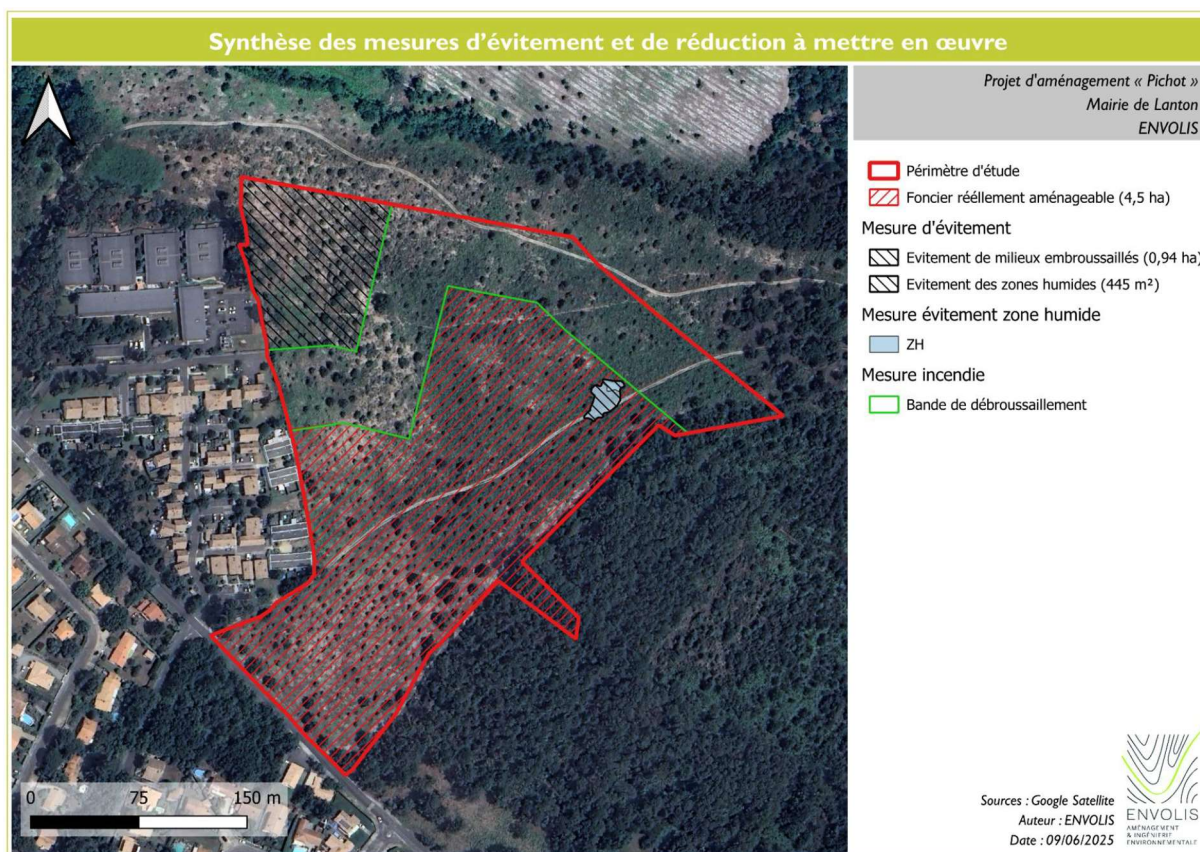 Synthèse des mesures d'évitement et de réduction à mettre en œuvre
Projet d'aménagement « Pichot »
Mairie de Lanton
ENVOLIS
Périmètre d'étude
Foncier réellement aménageable (4,5 ha)
Mesure d'évitement
Evitement de milieux embroussaillés (0,94 ha)
Evitement des zones humides (445 m²)
Mesure évitement zone humide
ZH
Mesure incendie
Bande de débroussaillement
0 75 150 m
Sources : Google Satellite
Auteur : ENVOLIS
Date : 09/06/2025
ENVOLIS
AMÉNAGEMENT
& INGÉNIERIE
ENVIRONNEMENTALE